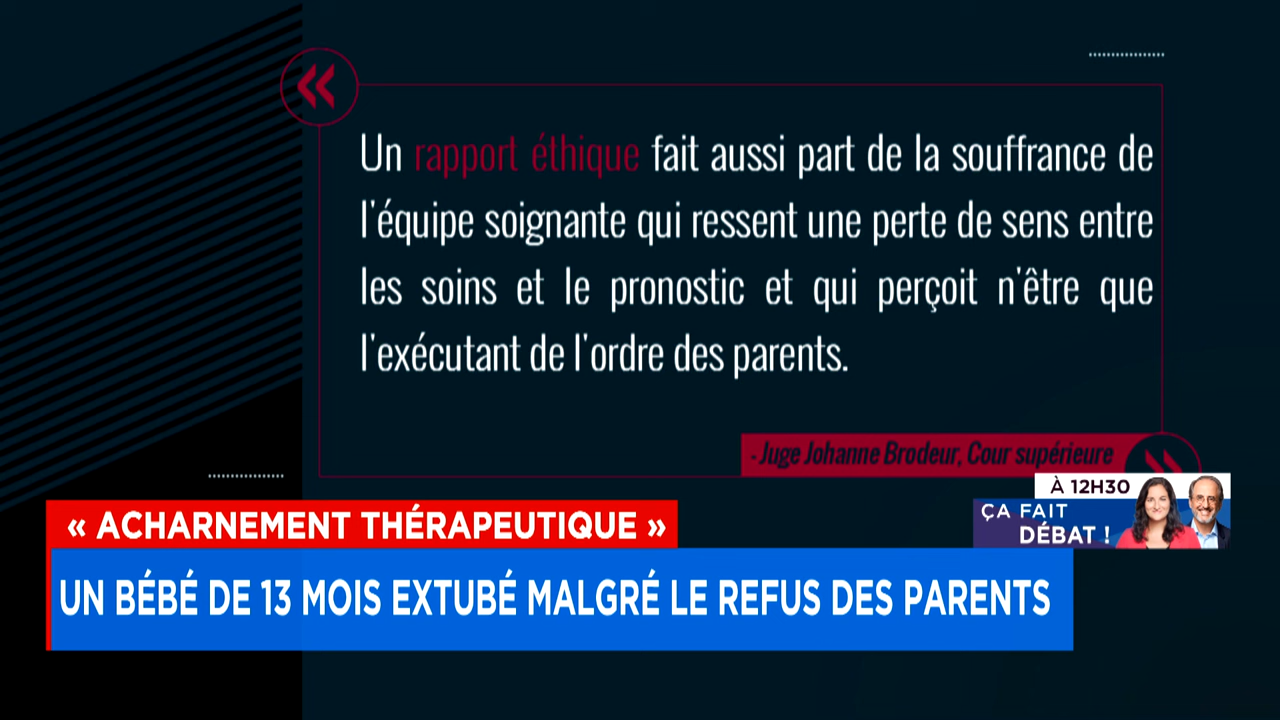 Un rapport éthique fait aussi part de la souffrance de
l'équipe soignante qui ressent une perte de sens entre
les soins et le pronostic et qui perçoit n'être que
l'exécutant de l'ordre des parents.
-Juge Johanne Brodeur, Cour supérieure
À 12H30
ÇA FAIT
DÉBAT !
« ACHARNEMENT THÉRAPEUTIQUE »
UN BÉBÉ DE 13 MOIS EXTUBÉ MALGRÉ LE REFUS DES PARENTS